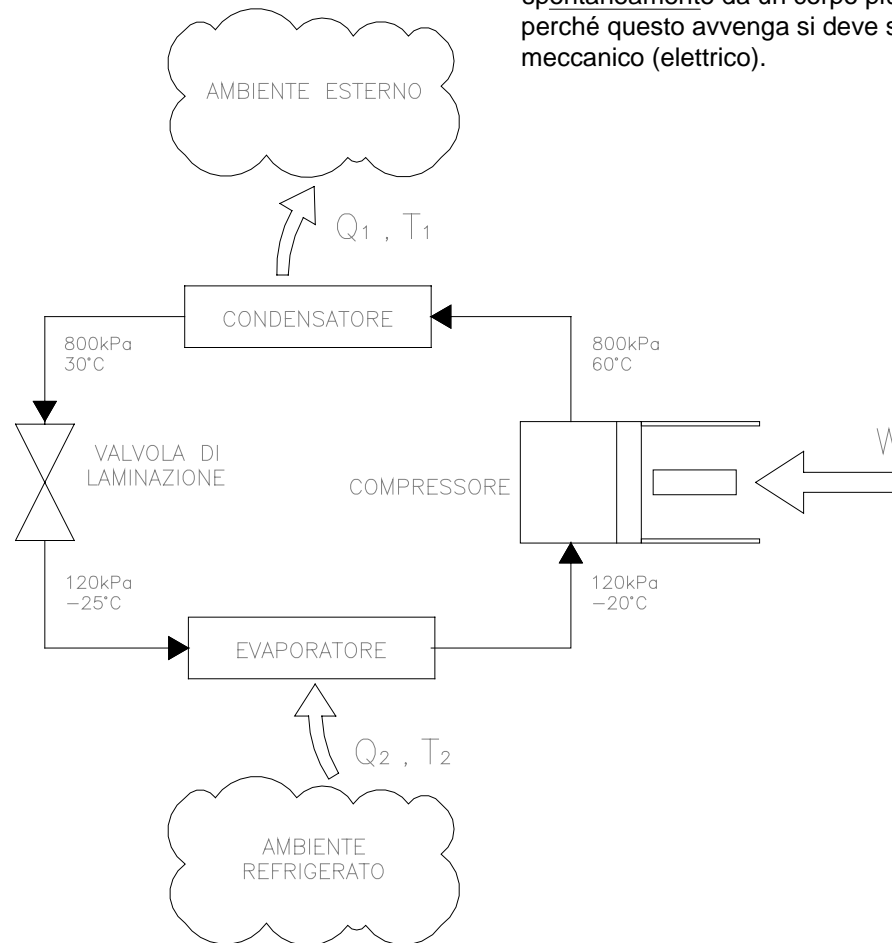 spontaneamente da un corpo più
perché questo avvenga si deve
meccanico (elettrico).
AMBIENTE ESTERNO
Q1 , T1
CONDENSATORE
800kPa
30°C
800kPa
60°C
VALVOLA DI
LAMINAZIONE
COMPRESSORE
W
120kPa
−25°C
120kPa
−20°C
EVAPORATORE
Q2 , T2
AMBIENTE
REFRIGERATO